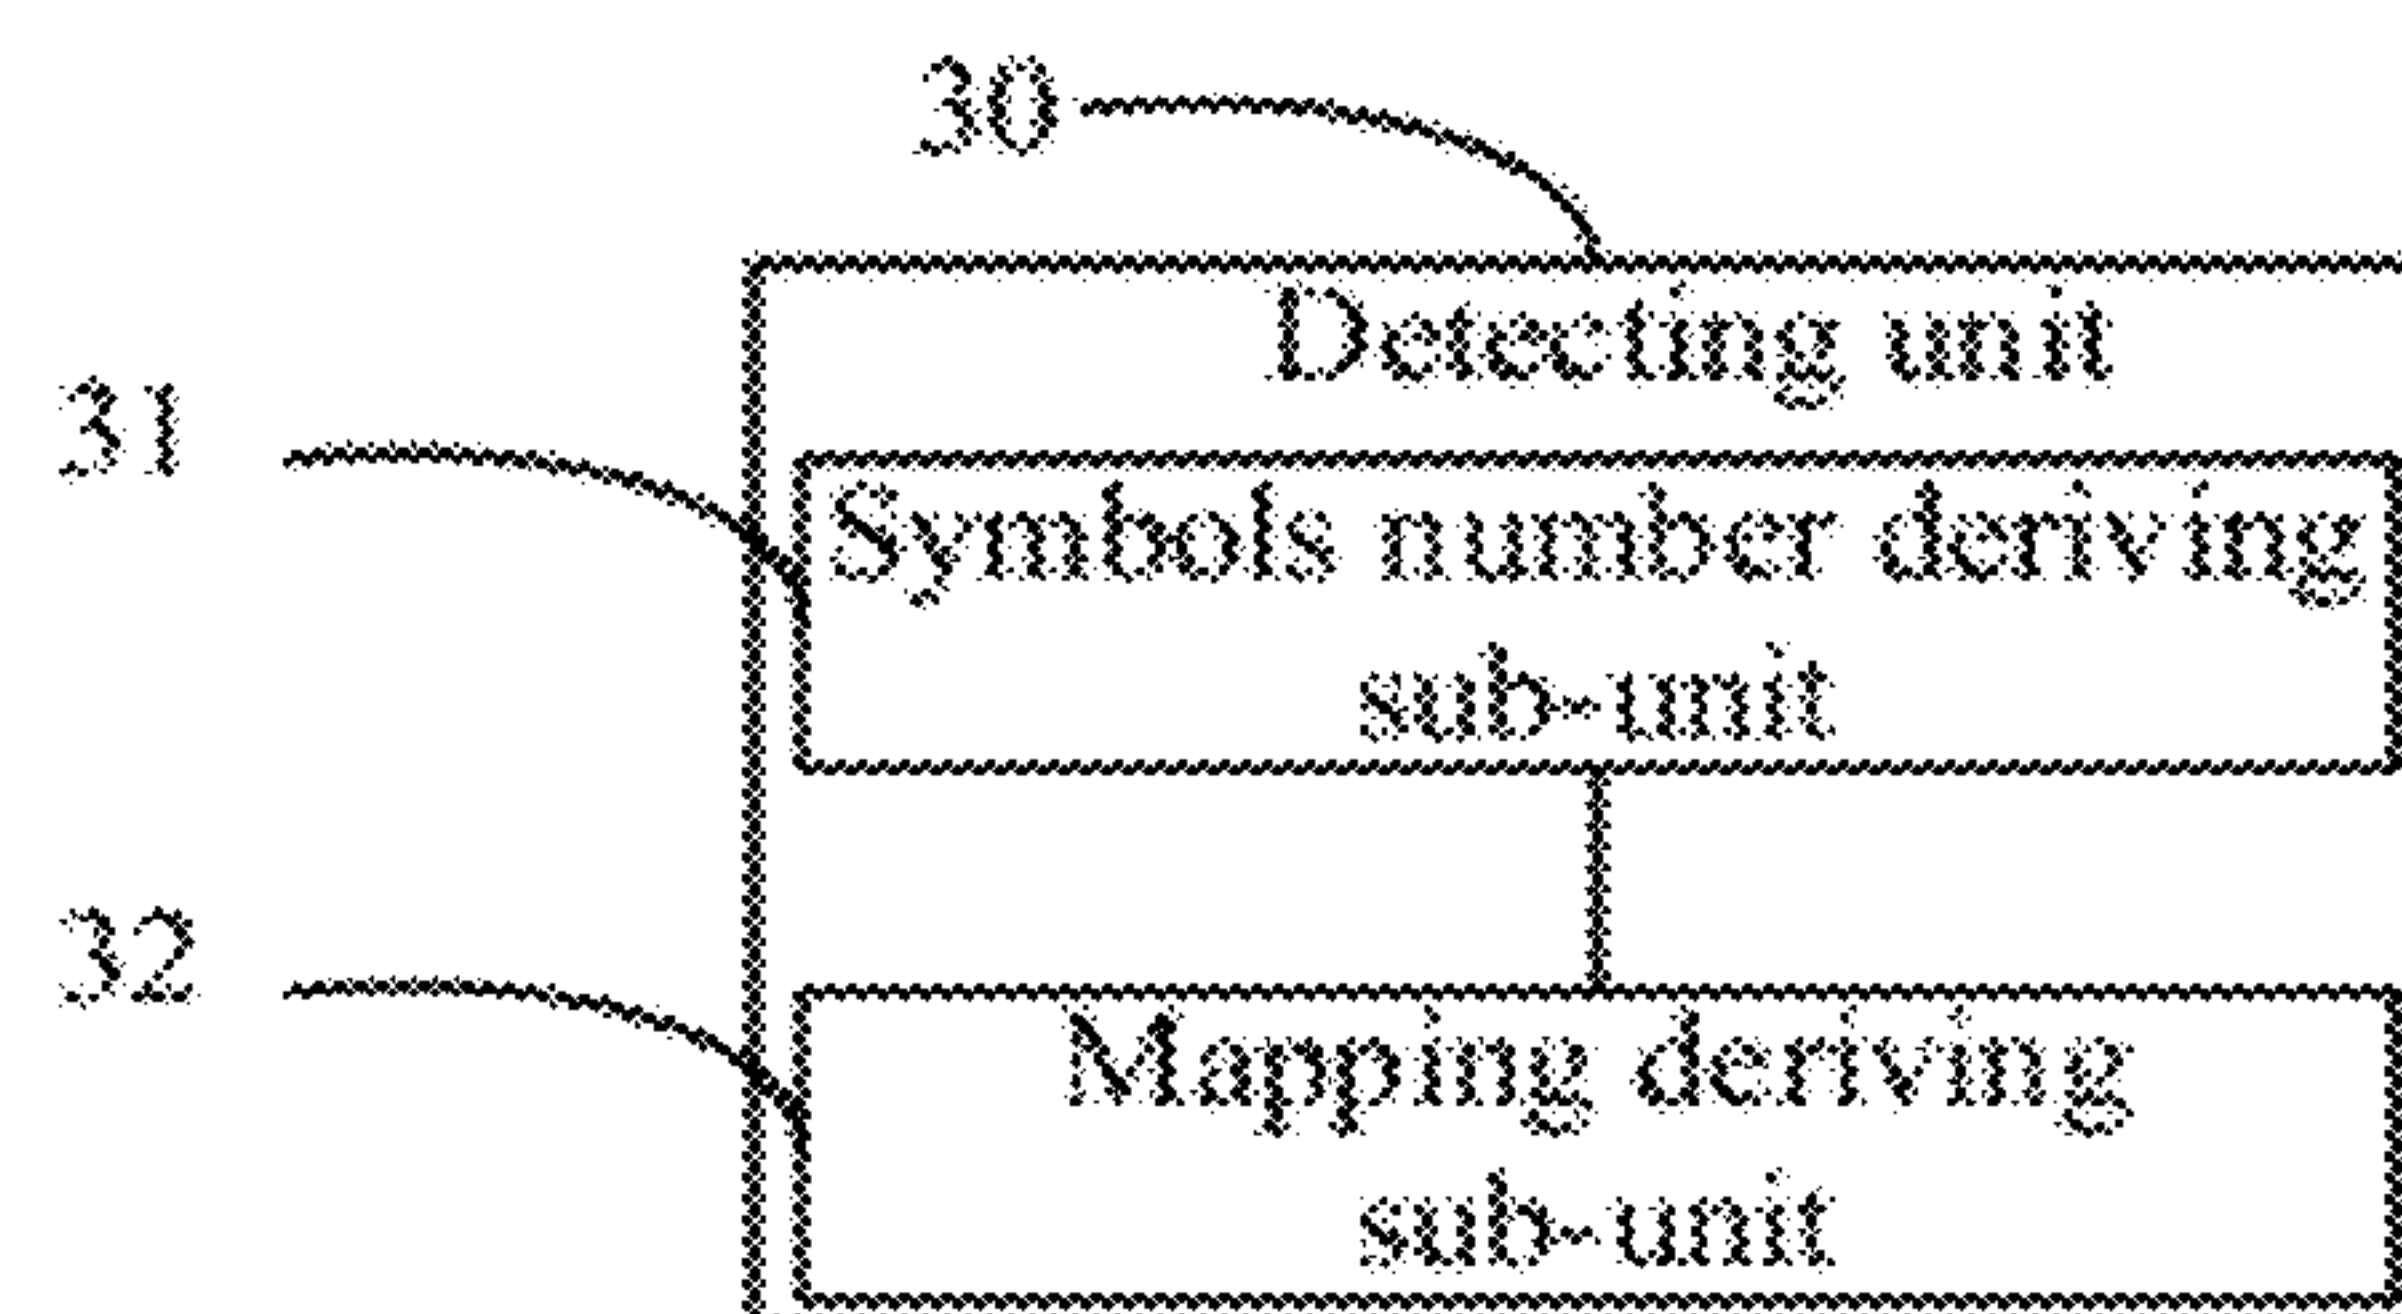 30
Detecting unit
31
Symbols number deriving
sub-unit
32
Mapping deriving
sub-unit